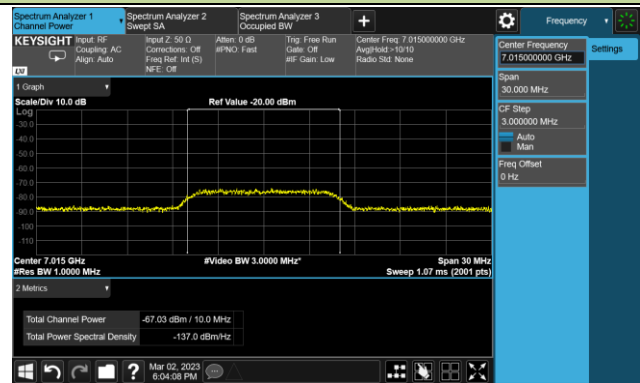 Spectrum Analyzer 1
Channel Power
Spectrum Analyzer 2
Swept SA
Spectrum Analyzer 3
Occupied BW
Frequency
KEYSIGHT
Input: RF
Coupling: AC
Align: Auto
Input Z: 50 Ω
Corrections: Off
Freq Ref: Int (S)
NFE: Off
Atten: 0 dB
#PNO: Fast
Trig: Free Run
Gate: Off
#IF Gain: Low
Center Freq: 7.015000000 GHz
Avg|Hold:>10/10
Radio Std: None
LXI
1 Graph
Scale/Div 10.0 dB
Ref Value -20.00 dBm
Log
-30.0
-40.0
-50.0
-60.0
-70.0
-80.0
-90.0
-100
-110
Center 7.015 GHz
#Video BW 3.0000 MHz*
Span 30 MHz
#Res BW 1.0000 MHz
Sweep 1.07 ms (2001 pts)
2 Metrics
Total Channel Power
-67.03 dBm / 10.0 MHz
Total Power Spectral Density
-137.0 dBm/Hz
Center Frequency
7.015000000 GHz
Settings
Span
30.000 MHz
CF Step
3.000000 MHz
Auto
Man
Freq Offset
0 Hz
Mar 02, 2023
6:04:08 PM